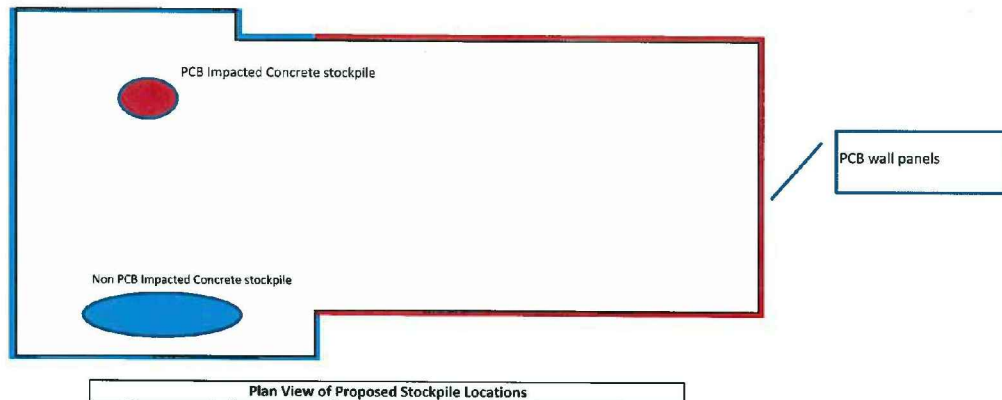 PCB Impacted Concrete stockpile
PCB wall panels
Non PCB Impacted Concrete stockpile
Plan View of Proposed Stockpile Locations